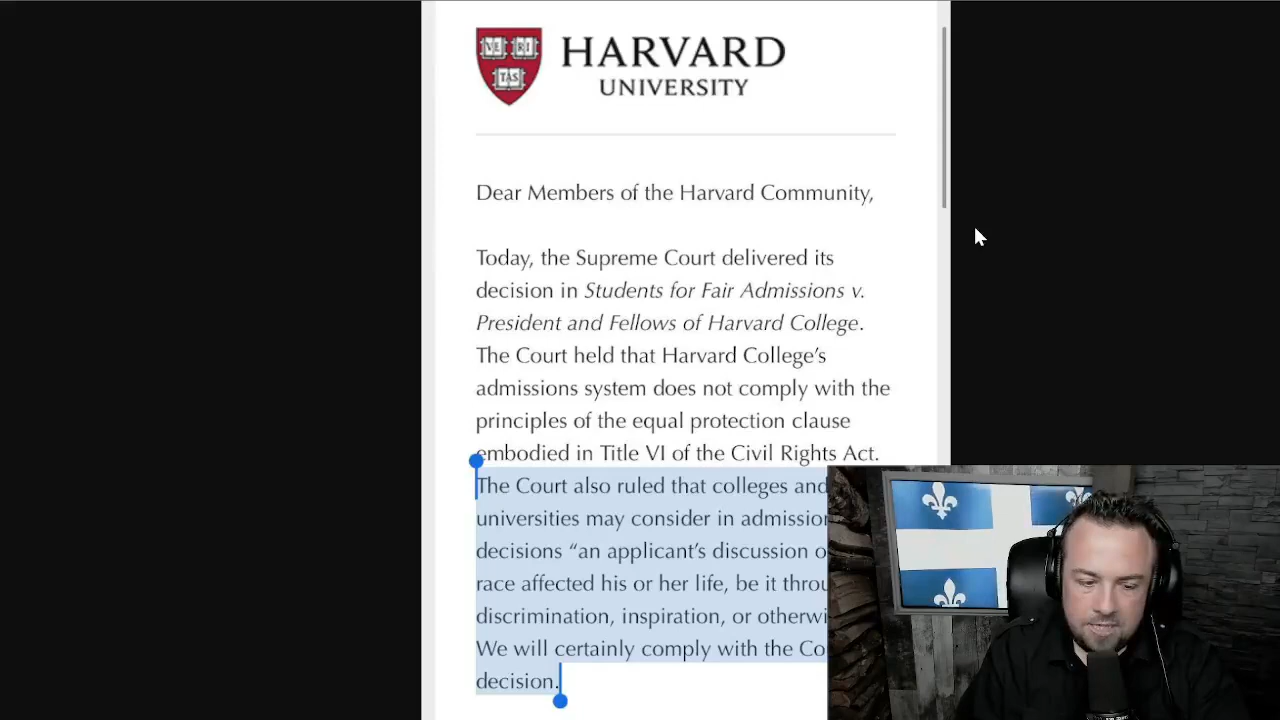 VE RI
TAS
HARVARD
UNIVERSITY
Dear Members of the Harvard Community,
Today, the Supreme Court delivered its
decision in Students for Fair Admissions v.
President and Fellows of Harvard College.
The Court held that Harvard College’s
admissions system does not comply with the
principles of the equal protection clause
embodied in Title VI of the Civil Rights Act.
The Court also ruled that colleges and
universities may consider in admission
decisions “an applicant’s discussion o
race affected his or her life, be it throu
discrimination, inspiration, or otherwi
We will certainly comply with the Co
decision.